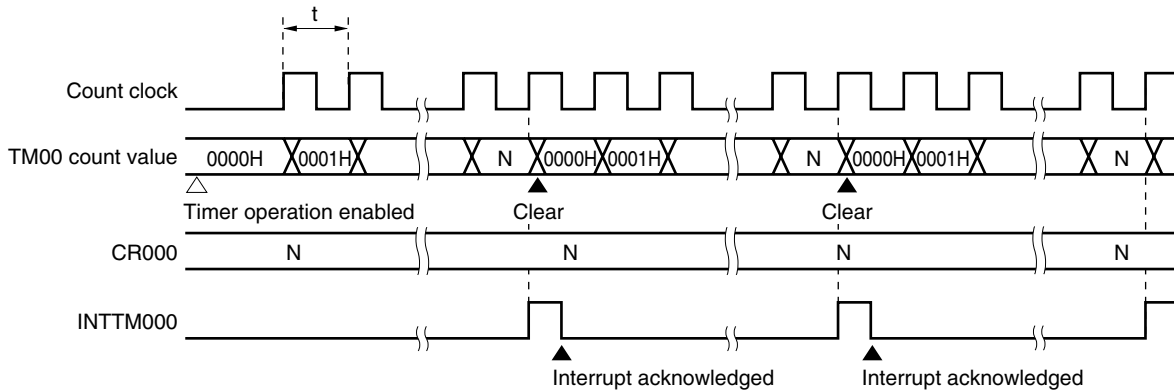 t
Count clock
TM00 count value 0000H 0001H N 0000H 0001H N 0000H 0001H N
Timer operation enabled Clear Clear
CR000 N N N N
INTTM000
Interrupt acknowledged Interrupt acknowledged